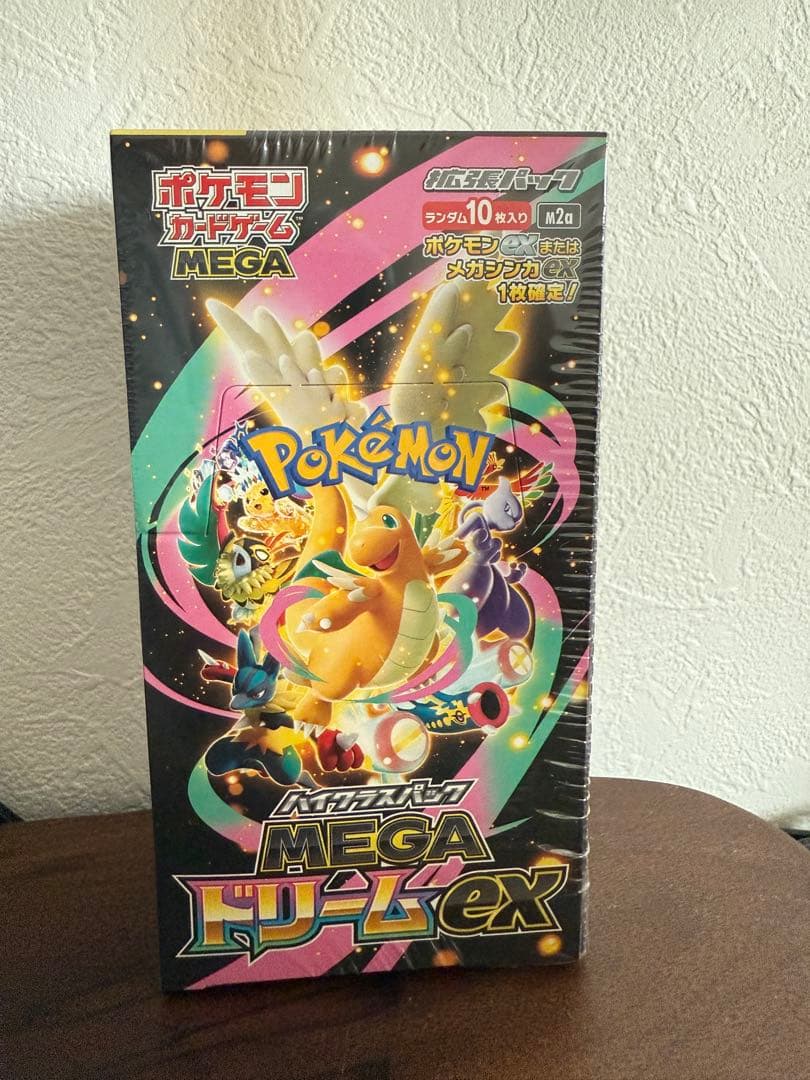 ポケモン
カードゲーム™
MEGA
拡張パック
ランダム10枚入り M2a
ポケモンexまたは
メガシンカex
1枚確定!
POKÉMON
TM
ハイクラスパック
MEGA
ドリームex